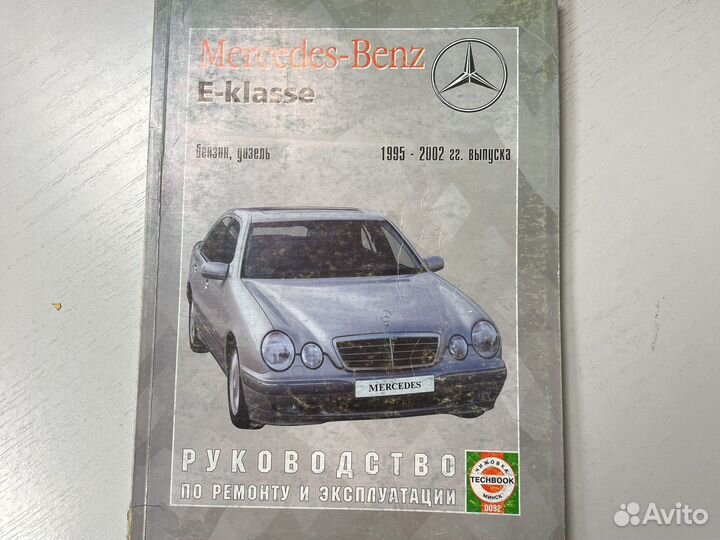 Mercedes-Benz
E-klasse
бензин, дизель
1995 - 2002 гг. выпуска
MERCEDES
РУКОВОДСТВО
ПО РЕМОНТУ И ЭКСПЛУАТАЦИИ
ЧИЖОВКА
TECHBOOK
МИНСК
0092
Avito